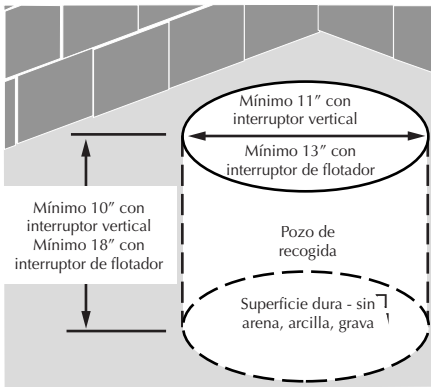 Mínimo 11” con
interruptor vertical
Mínimo 13” con
interruptor de flotador
Mínimo 10” con
interruptor vertical
Mínimo 18” con
interruptor de flotador
Pozo de
recogida
Superficie dura - sin
arena, arcilla, grava